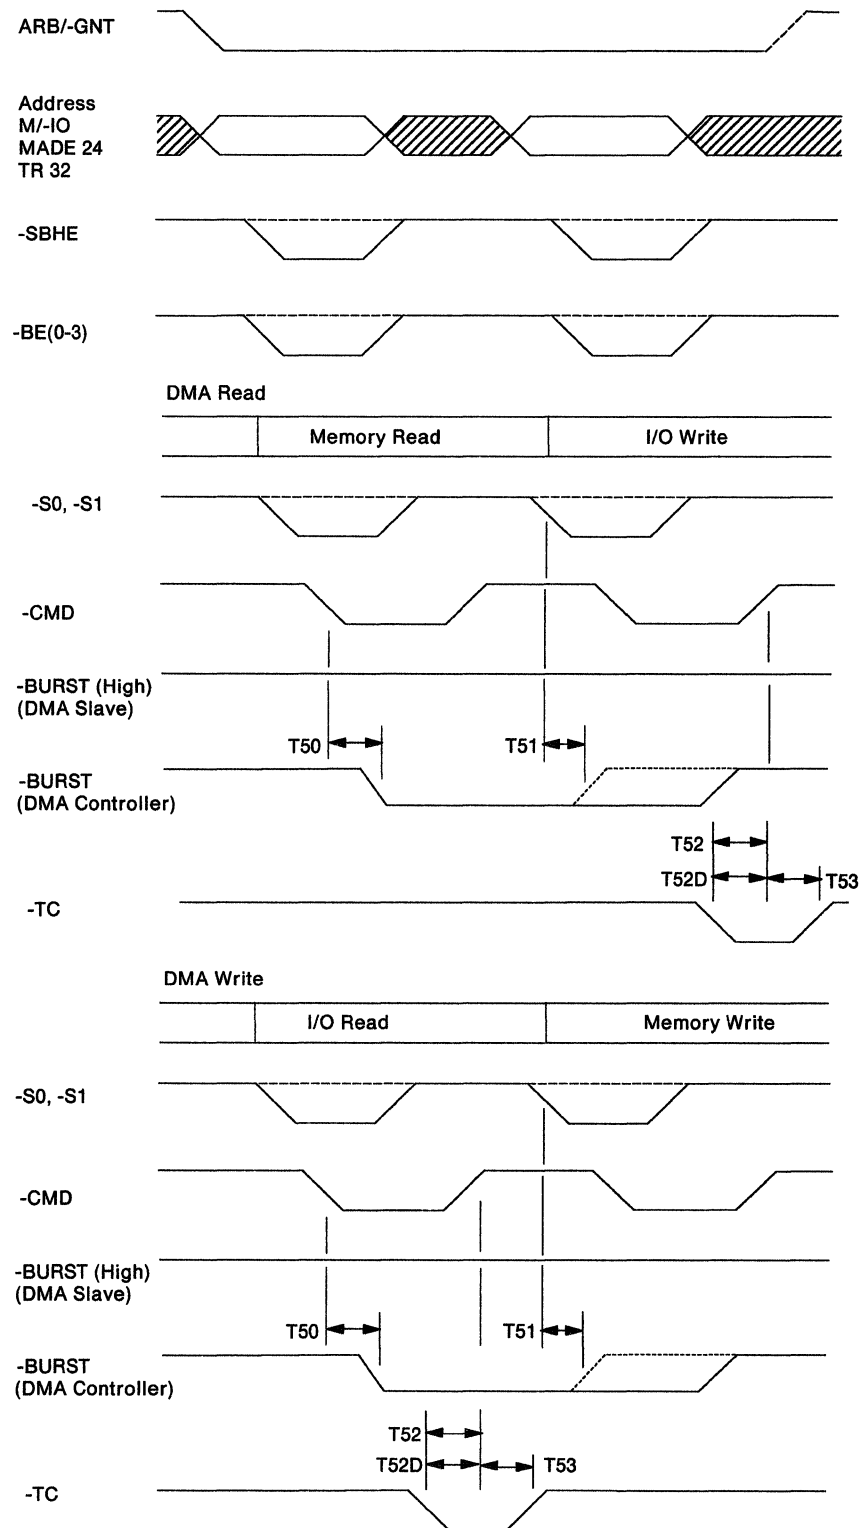 ARB/-GNT
Address
M/-IO
MADE 24
TR 32
-SBHE
-BE(0-3)
DMA Read
Memory Read
I/O Write
-S0, -S1
-CMD
-BURST (High)
(DMA Slave)
T50
T51
-BURST
(DMA Controller)
T52
T52D
T53
-TC
DMA Write
I/O Read
Memory Write
-S0, -S1
-CMD
-BURST (High)
(DMA Slave)
T50
T51
-BURST
(DMA Controller)
T52
T52D
T53
-TC